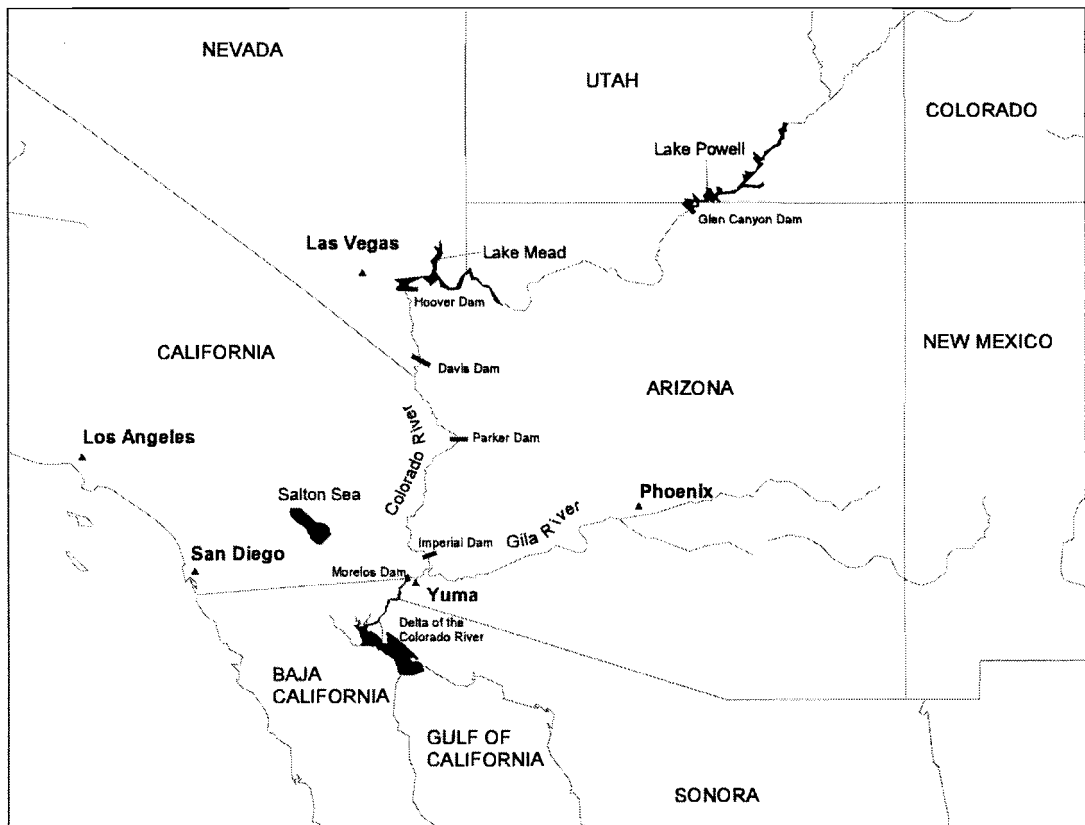 NEVADA
UTAH
COLORADO
Lake Powell
Glen Canyon Dam
Las Vegas
Lake Mead
Hoover Dam
CALIFORNIA
NEW MEXICO
Davis Dam
ARIZONA
Colorado River
Los Angeles
Parker Dam
Salton Sea
Phoenix
Gila River
Imperial Dam
San Diego
Morelos Dam
Yuma
Delta of the
Colorado River
BAJA
CALIFORNIA
GULF OF
CALIFORNIA
SONORA